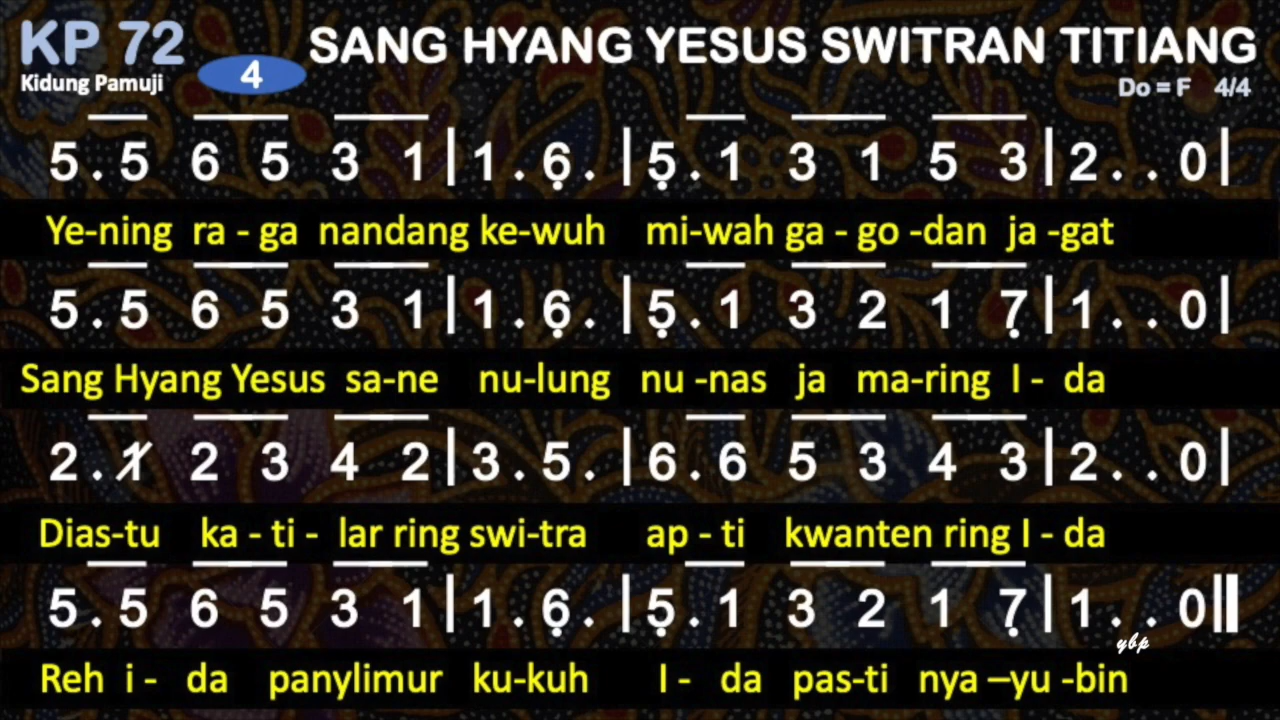 KP 72
Kidung Pamuji
4
SANG HYANG YESUS SWITRAN TITIANG
Do = F 4/4
5 . 5 6 5 3 1 | 1 . 6̣ . | 5̣ . 1 3 1 5 3 | 2 . . 0 |
Ye-ning ra - ga nandang ke-wuh mi-wah ga - go -dan ja -gat
5 . 5 6 5 3 1 | 1 . 6̣ . | 5̣ . 1 3 2 1 7̣ | 1 . . 0 |
Sang Hyang Yesus sa-ne nu-lung nu -nas ja ma-ring I - da
2 . 1̸ 2 3 4 2 | 3 . 5 . | 6 . 6 5 3 4 3 | 2 . . 0 |
Dias-tu ka - ti - lar ring swi-tra ap - ti kwanten ring I - da
5 . 5 6 5 3 1 | 1 . 6̣ . | 5̣ . 1 3 2 1 7̣ | 1 . . 0 ||
ybp
Reh i - da panylimur ku-kuh I - da pas-ti nya –yu -bin